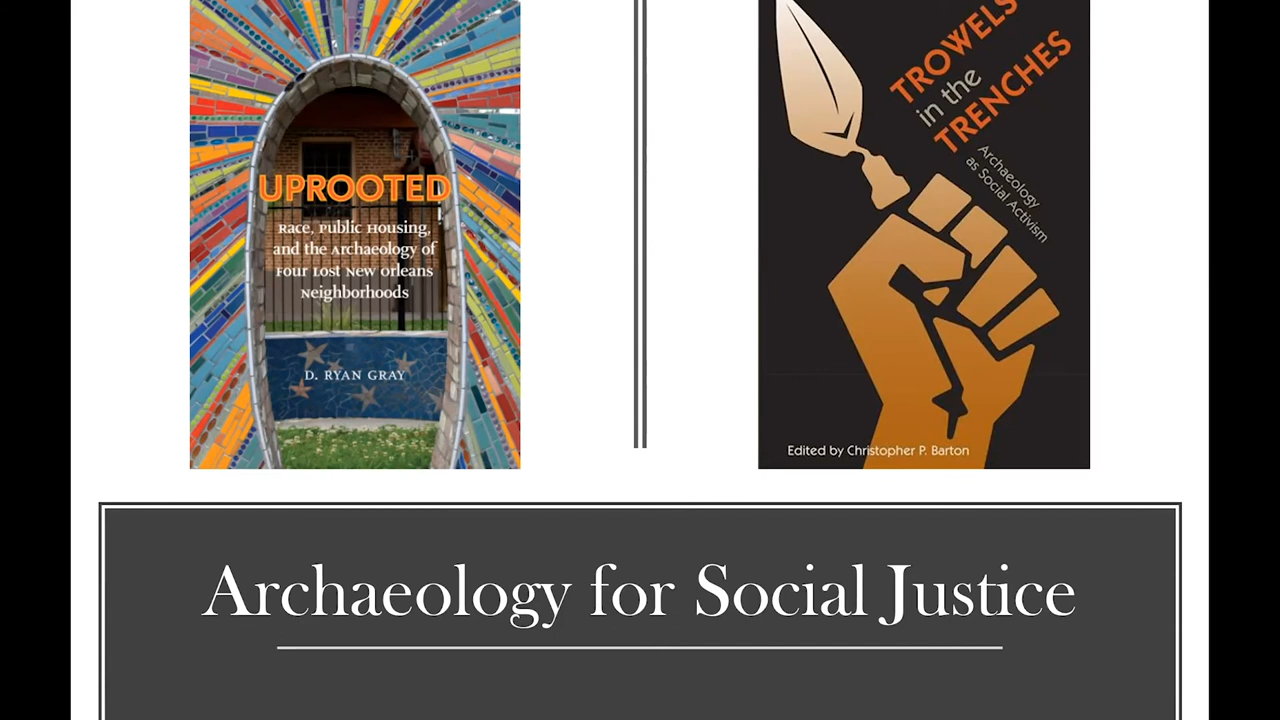 UPROOTED
Race, Public Housing,
and the Archaeology of
Four Lost New Orleans
Neighborhoods
D. RYAN GRAY
TROWELS
in the
TRENCHES
Archaeology
as Social Activism
Edited by Christopher P. Barton
Archaeology for Social Justice